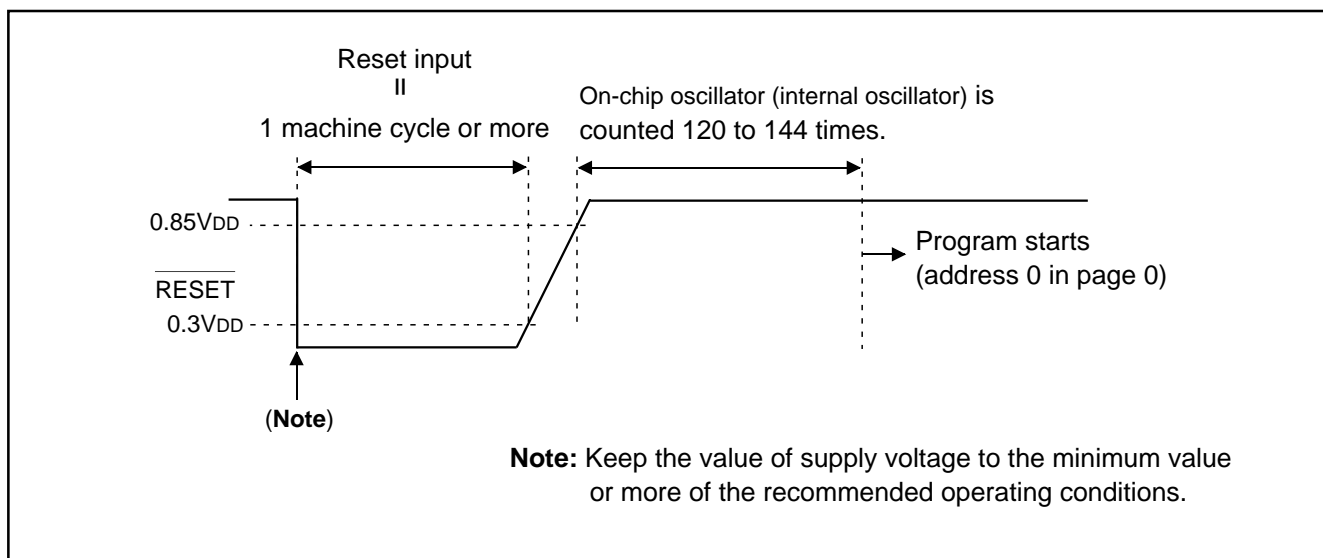 Reset input
=
1 machine cycle or more
On-chip oscillator (internal oscillator) is
counted 120 to 144 times.
0.85VDD
Program starts
(address 0 in page 0)
RESET
0.3VDD
(Note)
Note: Keep the value of supply voltage to the minimum value
or more of the recommended operating conditions.